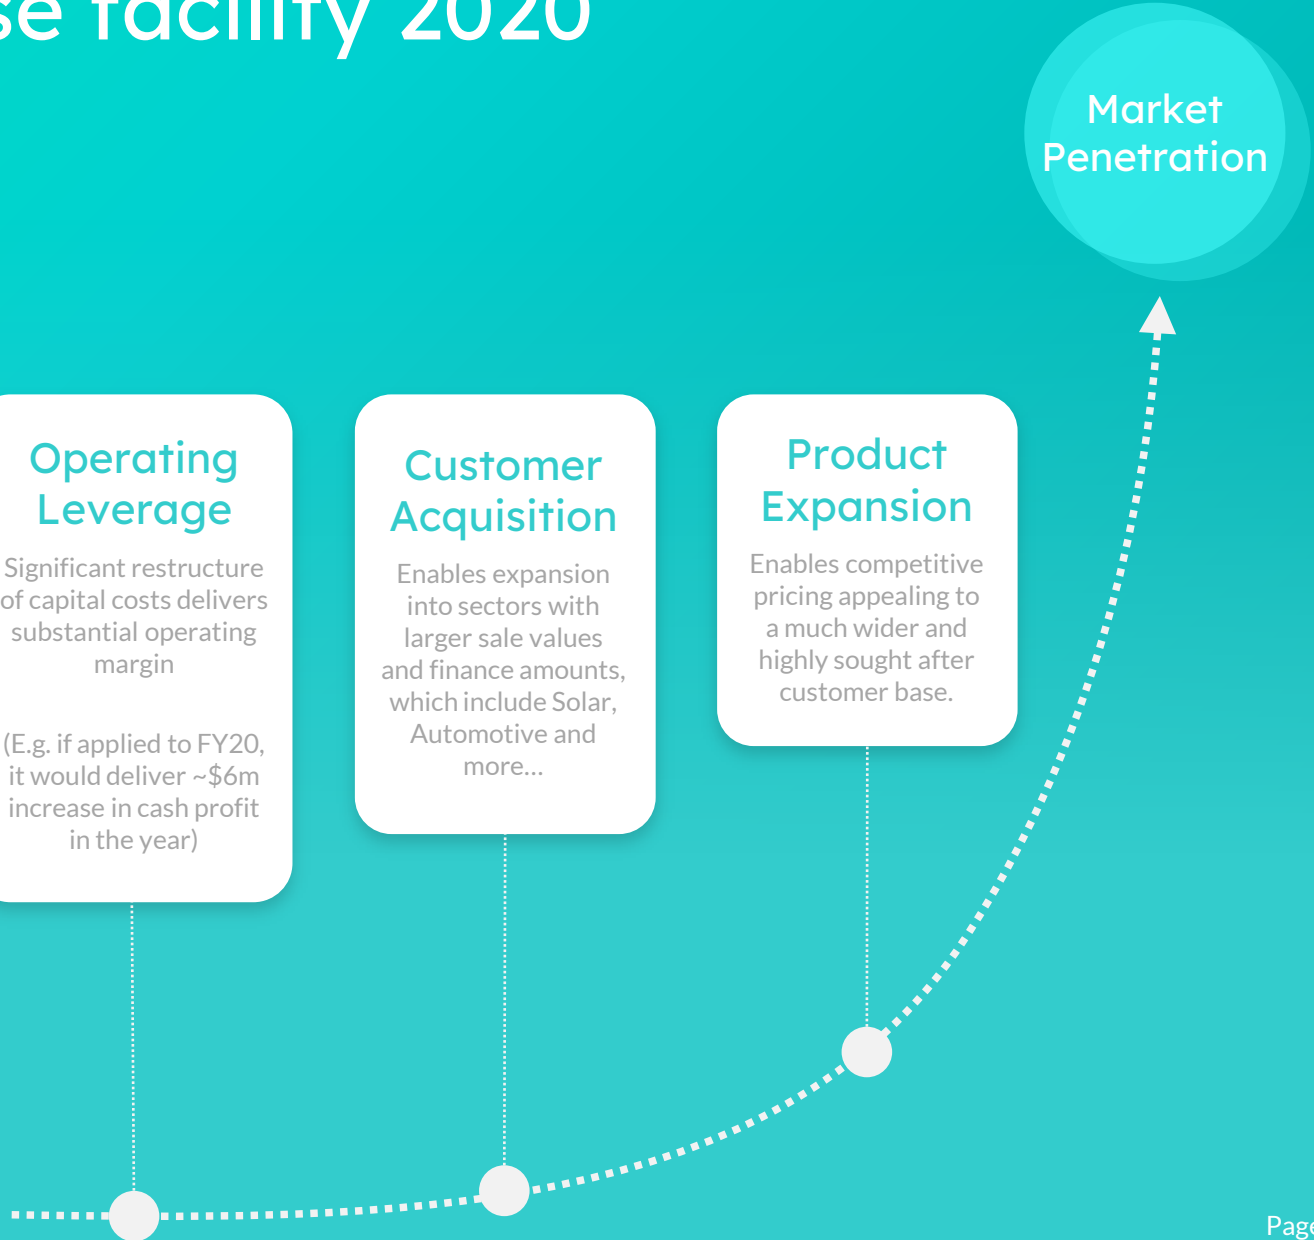 se facility 2020
Market
Penetration
Operating
Leverage
Significant restructure
of capital costs delivers
substantial operating
margin
(E.g. if applied to FY20,
it would deliver ~$6m
increase in cash profit
in the year)
Customer
Acquisition
Enables expansion
into sectors with
larger sale values
and finance amounts,
which include Solar,
Automotive and
more...
Product
Expansion
Enables competitive
pricing appealing to
a much wider and
highly sought after
customer base.
Page